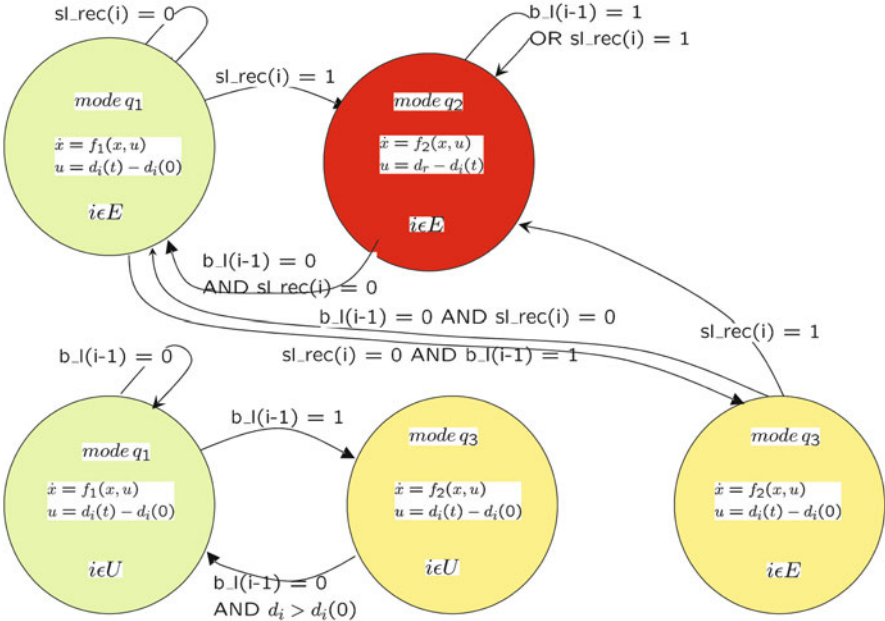 sl_rec(i) = 0
b_l(i-1) = 1
OR sl_rec(i) = 1
sl_rec(i) = 1
mode q₁
ẋ = f₁(x, u)
u = dᵢ(t) − dᵢ(0)
iϵE
mode q₂
ẋ = f₂(x, u)
u = dᵣ − dᵢ(t)
iϵE
b_l(i-1) = 0
AND sl_rec(i) = 0
b_l(i-1) = 0 AND sl_rec(i) = 0
sl_rec(i) = 1
sl_rec(i) = 0 AND b_l(i-1) = 1
b_l(i-1) = 0
b_l(i-1) = 1
mode q₁
ẋ = f₁(x, u)
u = dᵢ(t) − dᵢ(0)
iϵU
mode q₃
ẋ = f₂(x, u)
u = dᵢ(t) − dᵢ(0)
iϵU
mode q₃
ẋ = f₂(x, u)
u = dᵢ(t) − dᵢ(0)
iϵE
b_l(i-1) = 0
AND dᵢ > dᵢ(0)